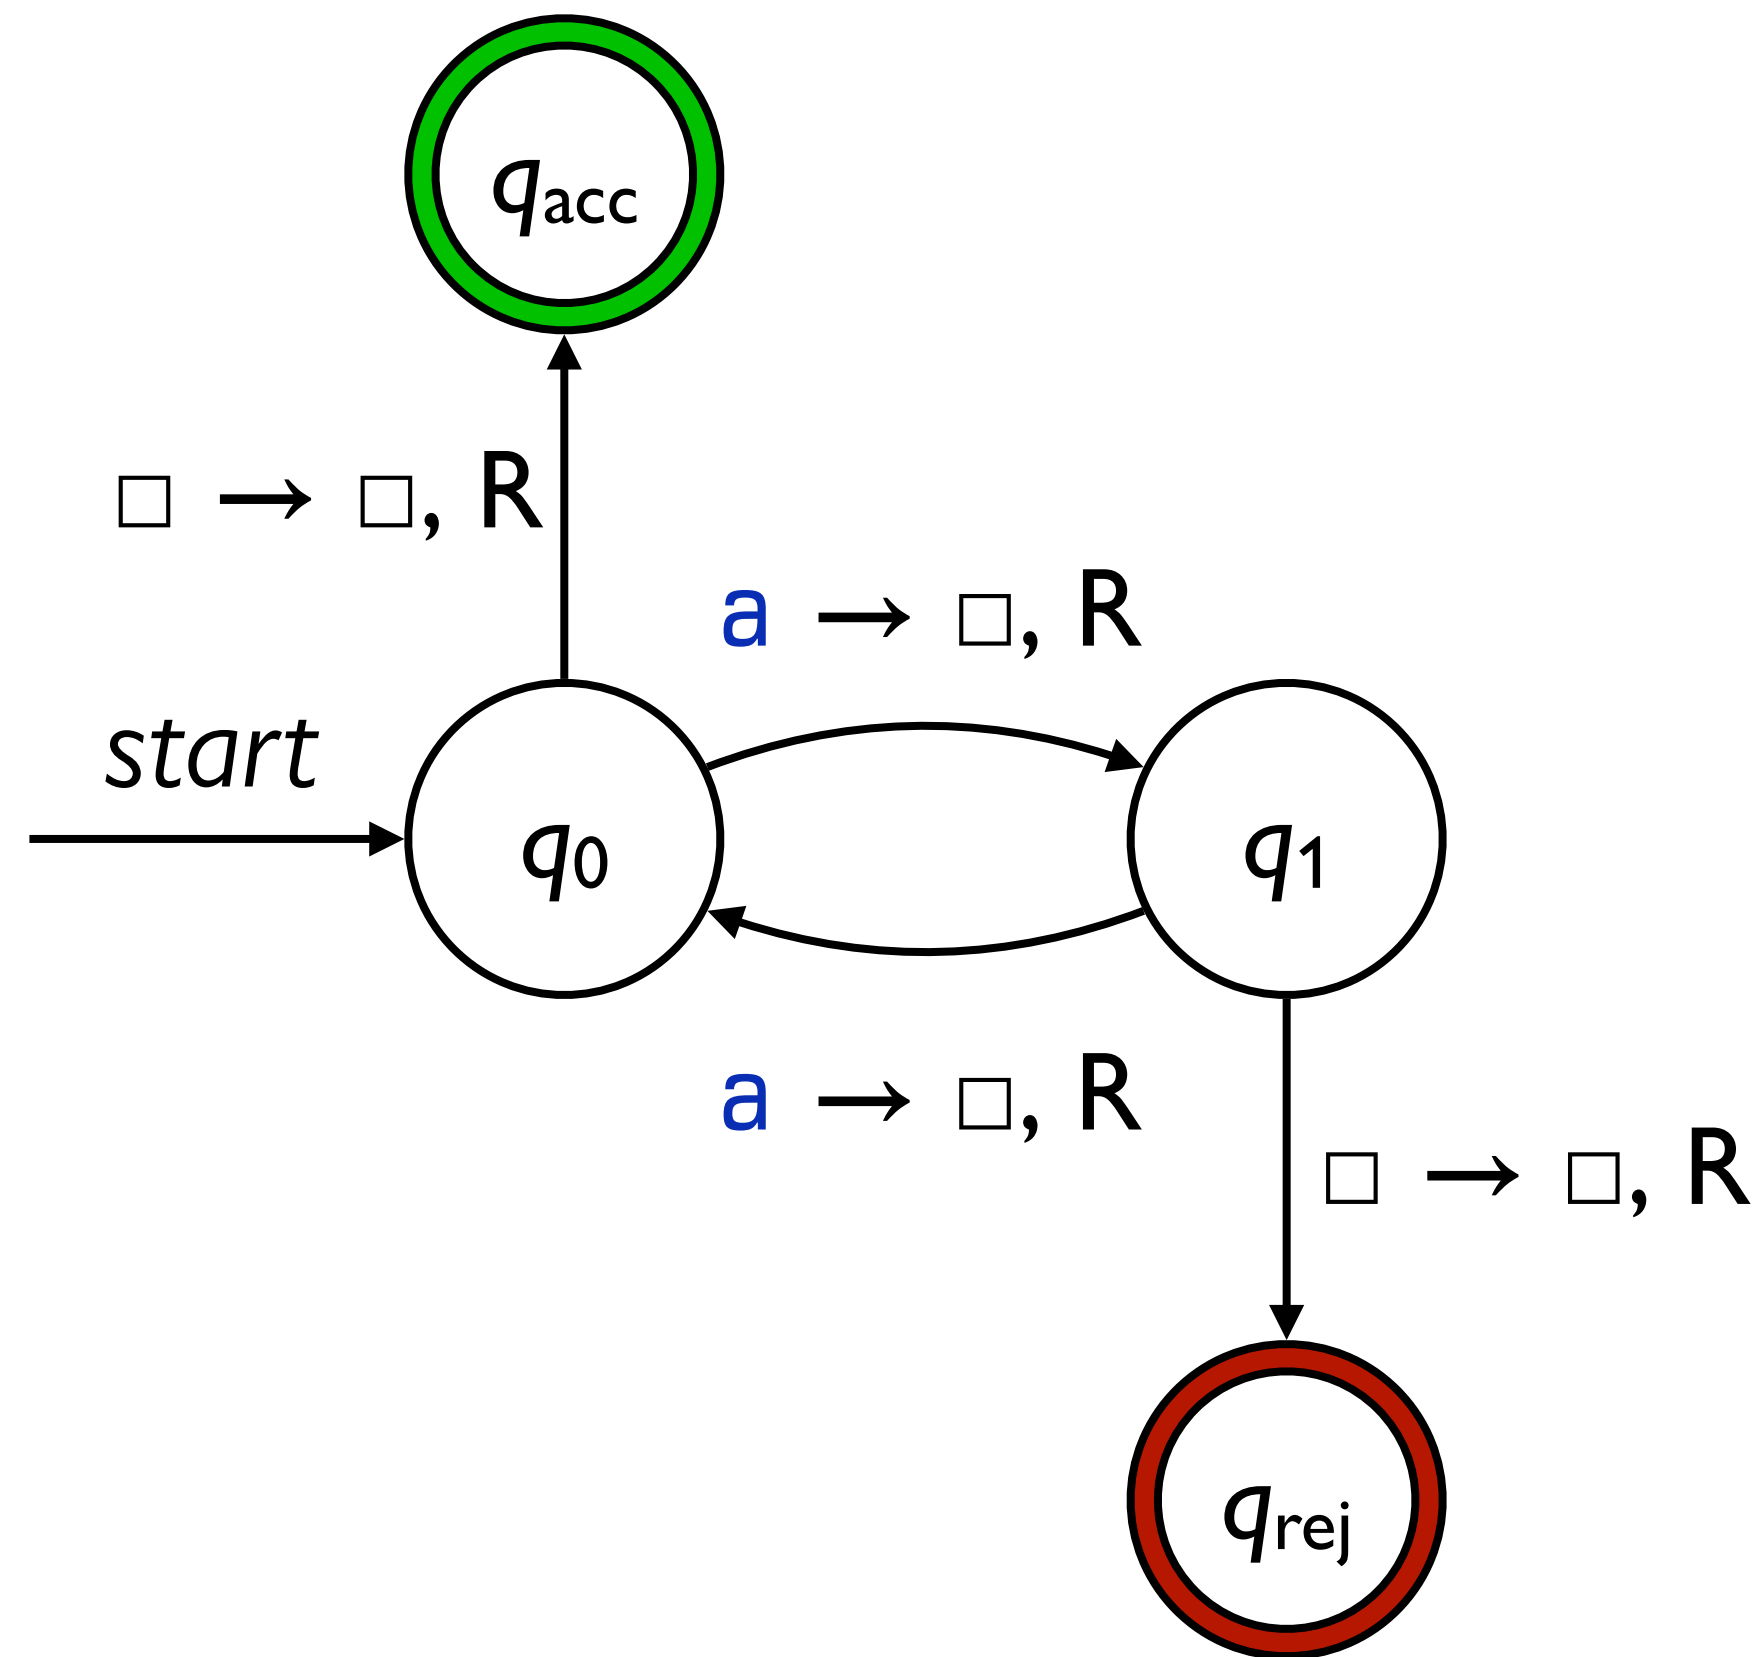 qacc
□ → □, R
a → □, R
start
q0
q1
a → □, R
□ → □, R
qrej